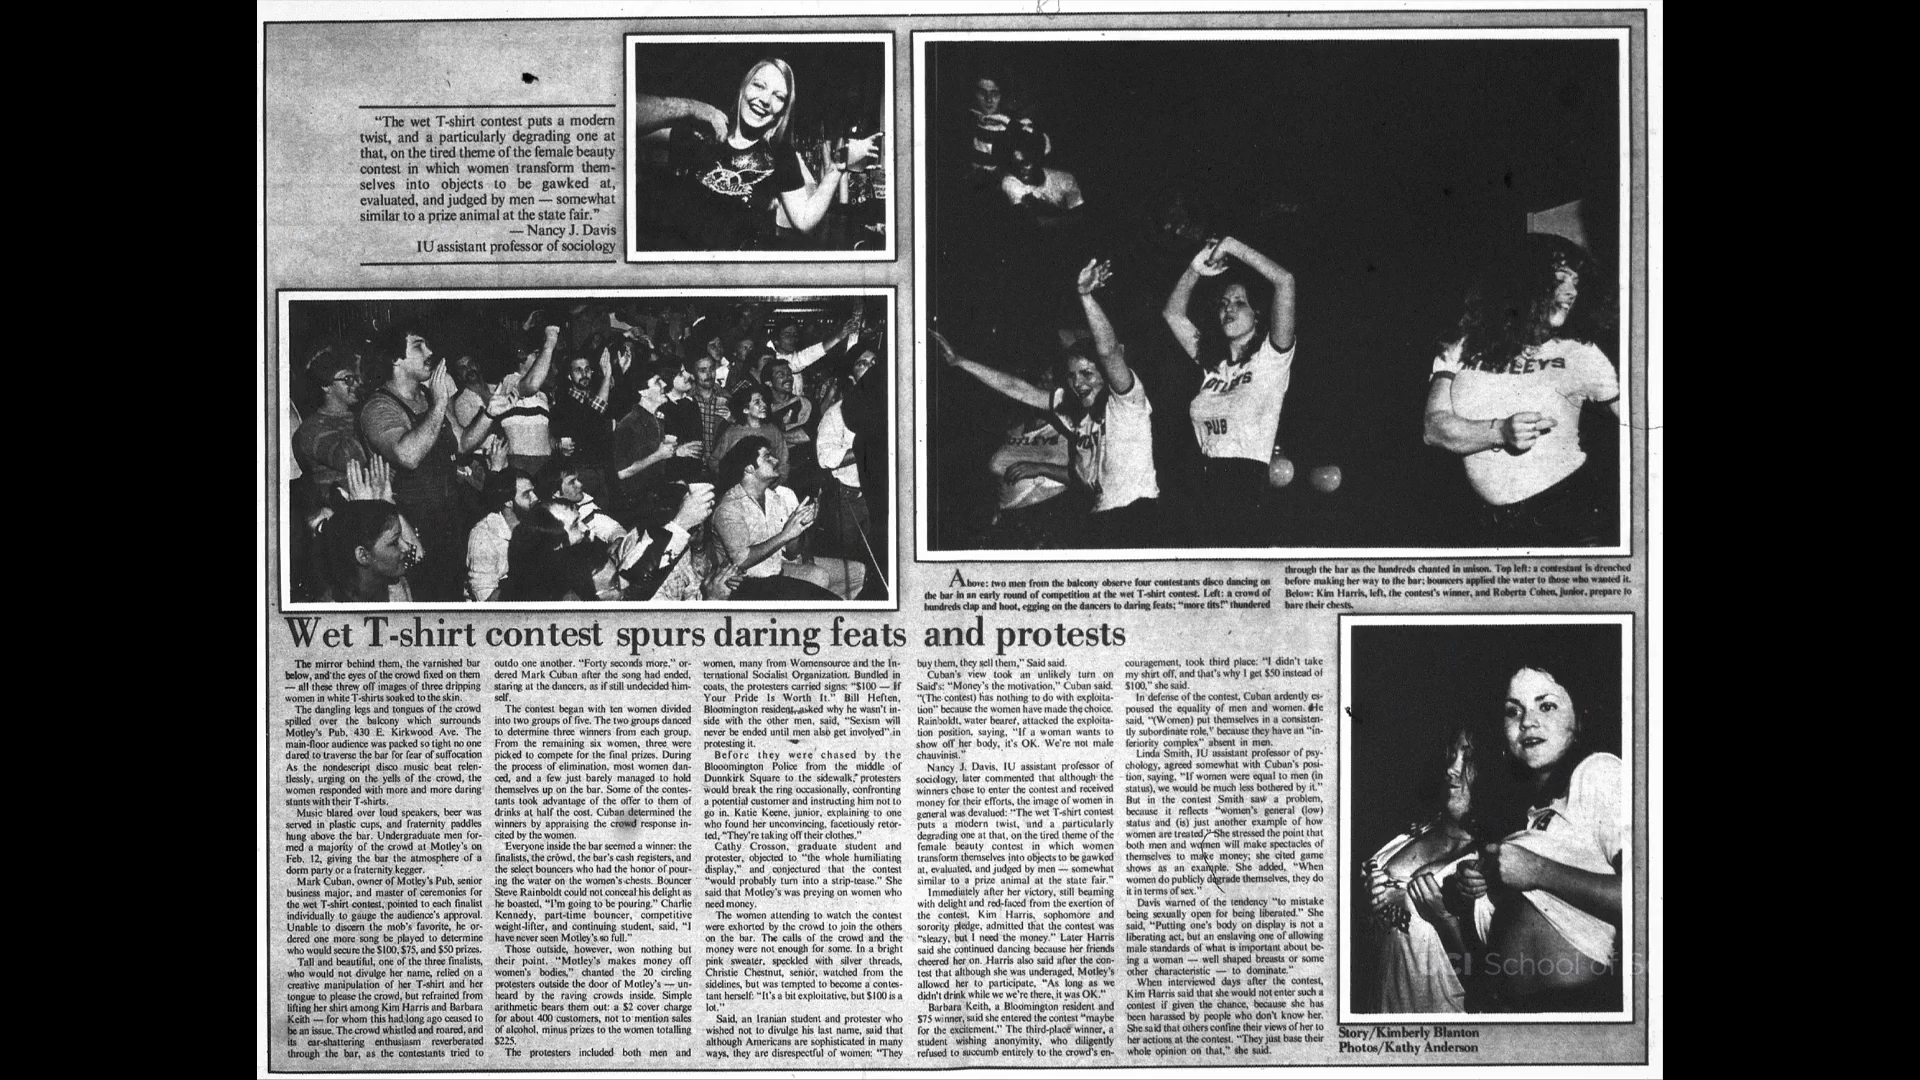 "The wet T-shirt contest puts a modern
twist, and a particularly degrading one at
that, on the tired theme of the female beauty
contest in which women transform them-
selves into objects to be gawked at,
evaluated, and judged by men — somewhat
similar to a prize animal at the state fair."
— Nancy J. Davis
IU assistant professor of sociology
MOTLEYS
PUB
Above: two men from the balcony observe four contestants disco dancing on
the bar in an early round of competition at the wet T-shirt contest. Left: a crowd of
hundreds clap and hoot, egging on the dancers to daring feats; "more tits!" thundered
through the bar as the hundreds chanted in unison. Top left: a contestant is drenched
before making her way to the bar; bouncers applied the water to those who wanted it.
Below: Kim Harris, left, the contest's winner, and Roberta Cohen, junior, prepare to
bare their chests.
Wet T-shirt contest spurs daring feats and protests
The mirror behind them, the varnished bar
below, and the eyes of the crowd fixed on them
— all these threw off images of three dripping
women in white T-shirts soaked to the skin.
The dangling legs and tongues of the crowd
spilled over the balcony which surrounds
Motley's Pub, 430 E. Kirkwood Ave. The
main-floor audience was packed so tight no one
dared to traverse the bar for fear of suffocation
As the nondescript disco music beat relen-
tlessly, urging on the yells of the crowd, the
women responded with more and more daring
stunts with their T-shirts.
Music blared over loud speakers, beer was
served in plastic cups, and fraternity paddles
hung above the bar. Undergraduate men for-
med a majority of the crowd at Motley's on
Feb. 12, giving the bar the atmosphere of a
dorm party or a fraternity kegger.
Mark Cuban, owner of Motley's Pub, senior
business major, and master of ceremonies for
the wet T-shirt contest, pointed to each finalist
individually to gauge the audience's approval.
Unable to discern the mob's favorite, he or-
dered one more song be played to determine
who would secure the $100, $75, and $50 prizes.
Tall and beautiful, one of the three finalists,
who would not divulge her name, relied on a
creative manipulation of her T-shirt and her
tongue to please the crowd, but refrained from
lifting her shirt among Kim Harris and Barbara
Keith — for whom this had long ago ceased to
be an issue. The crowd whistled and roared, and
its ear-shattering enthusiasm reverberated
through the bar, as the contestants tried to
outdo one another. "Forty seconds more," or-
dered Mark Cuban after the song had ended,
staring at the dancers, as if still undecided him-
self.
The contest began with ten women divided
into two groups of five. The two groups danced
to determine three winners from each group.
From the remaining six women, three were
picked to compete for the final prizes. During
the process of elimination, most women dan-
ced, and a few just barely managed to hold
themselves up on the bar. Some of the contes-
tants took advantage of the offer to them of
drinks at half the cost. Cuban determined the
winners by appraising the crowd response in-
cited by the women.
Everyone inside the bar seemed a winner: the
finalists, the crowd, the bar's cash registers, and
the select bouncers who had the honor of pour-
ing the water on the women's chests. Bouncer
Steve Rainboldt could not conceal his delight as
he boasted, "I'm going to be pouring." Charlie
Kennedy, part-time bouncer, competitive
weight-lifter, and continuing student, said, "I
have never seen Motley's so full."
Those outside, however, won nothing but
their point. "Motley's makes money off
women's bodies," chanted the 20 circling
protesters outside the door of Motley's — un-
heard by the raving crowds inside. Simple
arithmetic bears them out: a $2 cover charge
for about 400 customers, not to mention sales
of alcohol, minus prizes to the women totalling
$225.
The protesters included both men and
women, many from Womensource and the In-
ternational Socialist Organization. Bundled in
coats, the protesters carried signs: "$100 — If
Your Pride Is Worth It." Bill Heften,
Bloomington resident, asked why he wasn't in-
side with the other men, said, "Sexism will
never be ended until men also get involved" in
protesting it.
Before they were chased by the
Blooomington Police from the middle of
Dunnkirk Square to the sidewalk, protesters
would break the ring occasionally, confronting
a potential customer and instructing him not to
go in. Katie Keene, junior, explaining to one
who found her unconvincing, facetiously retor-
ted, "They're taking off their clothes."
Cathy Crosson, graduate student and
protester, objected to "the whole humiliating
display," and conjectured that the contest
"would probably turn into a strip-tease." She
said that Motley's was preying on women who
need money.
The women attending to watch the contest
were exhorted by the crowd to join the others
on the bar. The calls of the crowd and the
money were not enough for some. In a bright
pink sweater, speckled with silver threads,
Christie Chestnut, senior, watched from the
sidelines, but was tempted to become a contes-
tant herself: "It's a bit exploitative, but $100 is a
lot."
Said, an Iranian student and protester who
wished not to divulge his last name, said that
although Americans are sophisticated in many
ways, they are disrespectful of women: "They
buy them, they sell them," Said said.
Cuban's view took an unlikely turn on
Said's: "Money's the motivation," Cuban said.
"(The contest) has nothing to do with exploita-
tion" because the women have made the choice.
Rainboldt, water bearer, attacked the exploita-
tion position, saying, "If a woman wants to
show off her body, it's OK. We're not male
chauvinist."
Nancy J. Davis, IU assistant professor of
sociology, later commented that although the
winners chose to enter the contest and received
money for their efforts, the image of women in
general was devalued: "The wet T-shirt contest
puts a modern twist, and a particularly
degrading one at that, on the tired theme of the
female beauty contest in which women
transform themselves into objects to be gawked
at, evaluated, and judged by men — somewhat
similar to a prize animal at the state fair."
Immediately after her victory, still beaming
with delight and red-faced from the exertion of
the contest, Kim Harris, sophomore and
sorority pledge, admitted that the contest was
"sleazy, but I need the money." Later Harris
said she continued dancing because her friends
cheered her on. Harris also said after the con-
test that although she was underaged, Motley's
allowed her to participate, "As long as we
didn't drink while we're there, it was OK."
Barbara Keith, a Bloomington resident and
$75 winner, said she entered the contest "maybe
for the excitement." The third-place winner, a
student wishing anonymity, who diligently
refused to succumb entirely to the crowd's en-
couragement, took third place: "I didn't take
my shirt off, and that's why I get $50 instead of
$100," she said.
In defense of the contest, Cuban ardently es-
poused the equality of men and women. He
said, "(Women) put themselves in a consisten-
tly subordinate role," because they have an "in-
feriority complex" absent in men.
Linda Smith, IU assistant professor of psy-
chology, agreed somewhat with Cuban's posi-
tion, saying, "If women were equal to men (in
status), we would be much less bothered by it."
But in the contest Smith saw a problem,
because it reflects "women's general (low)
status and (is) just another example of how
women are treated." She stressed the point that
both men and women will make spectacles of
themselves to make money; she cited game
shows as an example. She added, "When
women do publicly degrade themselves, they do
it in terms of sex."
Davis warned of the tendency "to mistake
being sexually open for being liberated." She
said, "Putting one's body on display is not a
liberating act, but an enslaving one of allowing
male standards of what is important about be-
ing a woman — well shaped breasts or some
other characteristic — to dominate."
When interviewed days after the contest,
Kim Harris said that she would not enter such a
contest if given the chance, because she has
been harassed by people who don't know her.
She said that others confine their views of her to
her actions at the contest. "They just base their
whole opinion on that," she said.
School of
Story/Kimberly Blanton
Photos/Kathy Anderson